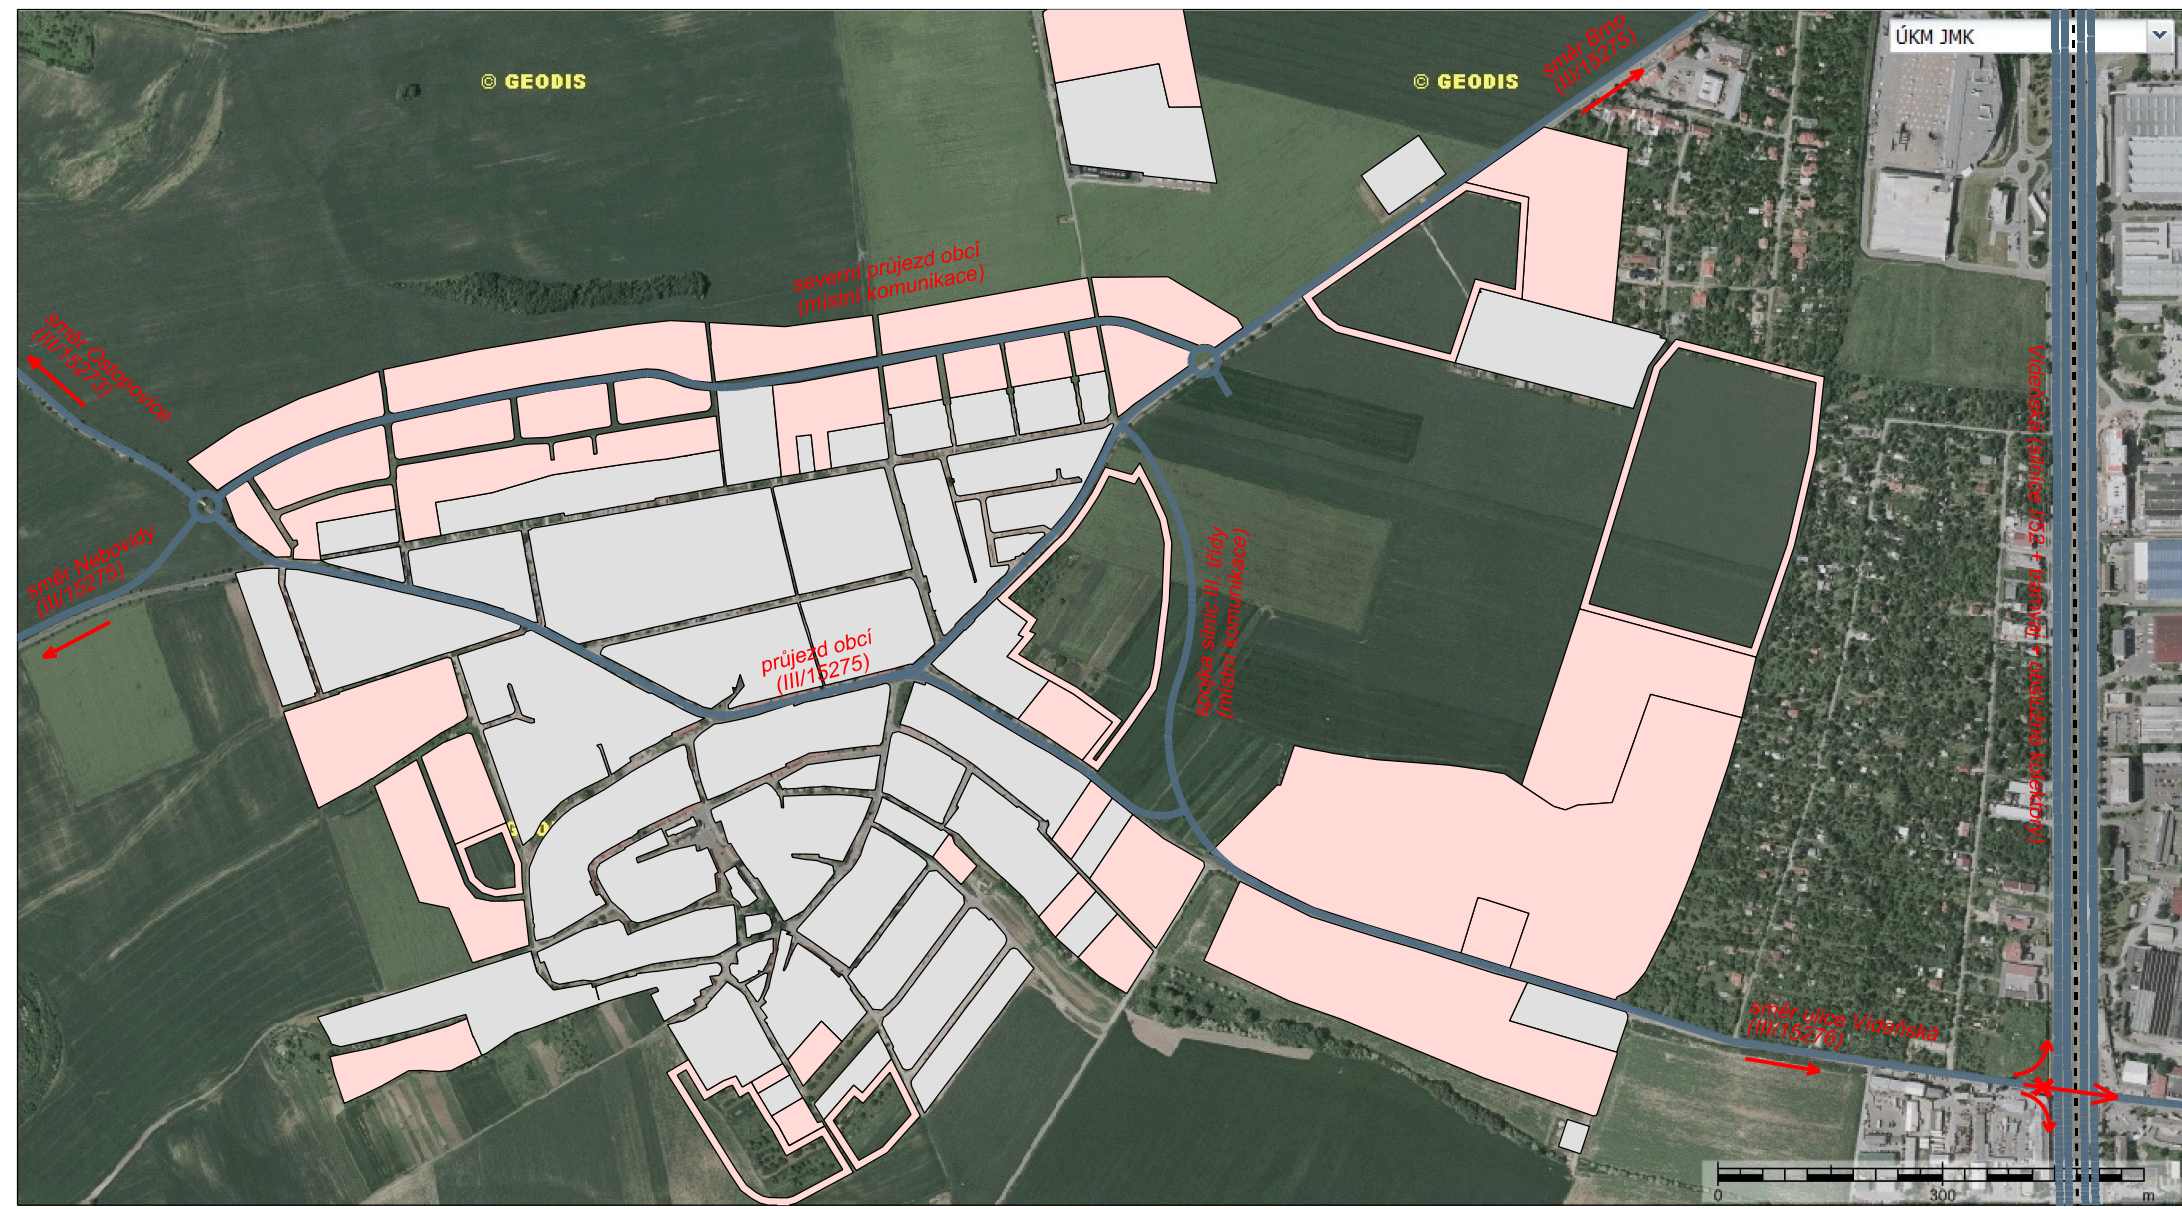 © GEODIS
© GEODIS
směr Brno
(III/15275)
ÚKM JMK
severní průjezd obcí
(místní komunikace)
směr Ostopovice
(III/15273)
Vídeňská (silnice I/52 + tramvaj + obslužné kolektory)
směr Nebovidy
(III/15275)
spojka silnic III. třídy
(místní komunikace)
průjezd obcí
(III/15275)
směr ulice Vídeňská
(III/15276)
0 300 m